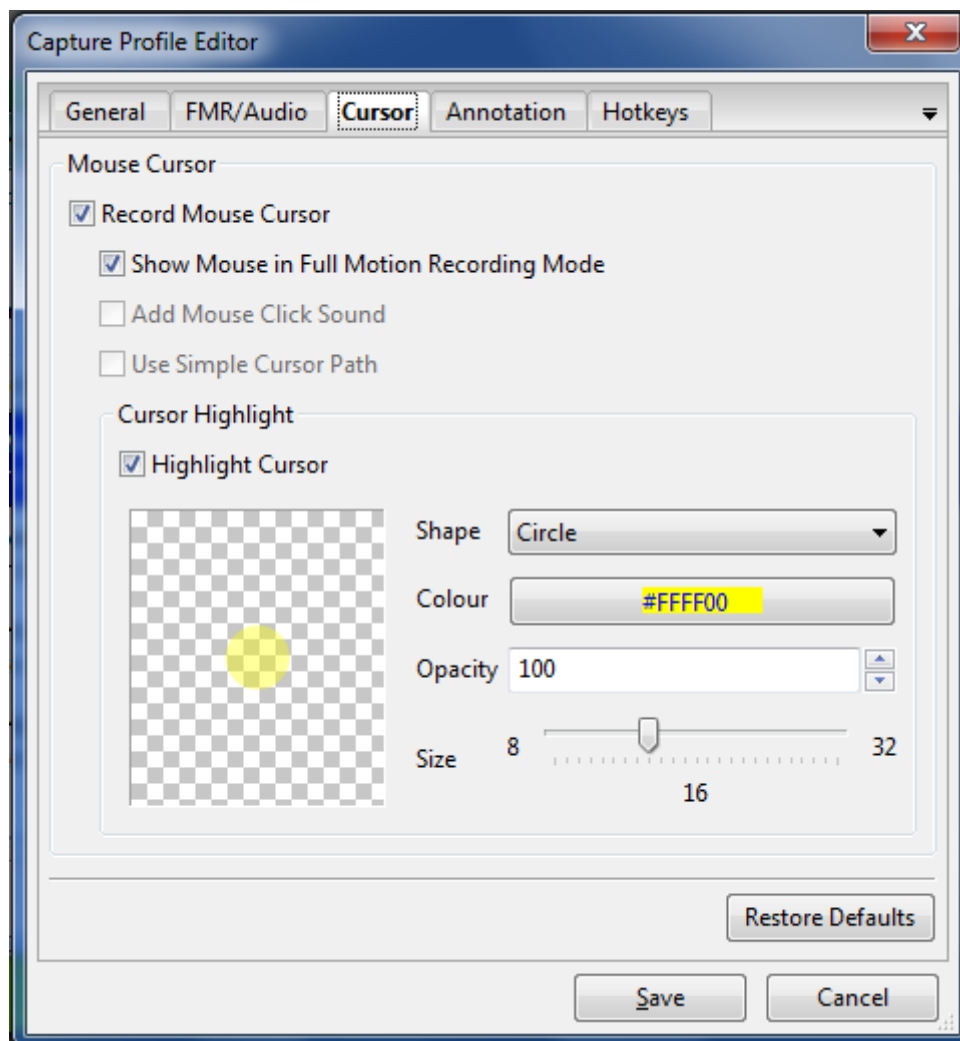 Capture Profile Editor
General FMR/Audio Cursor Annotation Hotkeys
Mouse Cursor
Record Mouse Cursor
Show Mouse in Full Motion Recording Mode
Add Mouse Click Sound
Use Simple Cursor Path
Cursor Highlight
Highlight Cursor
Shape Circle
Colour #FFFF00
Opacity 100
Size 8 32
16
Restore Defaults
Save Cancel